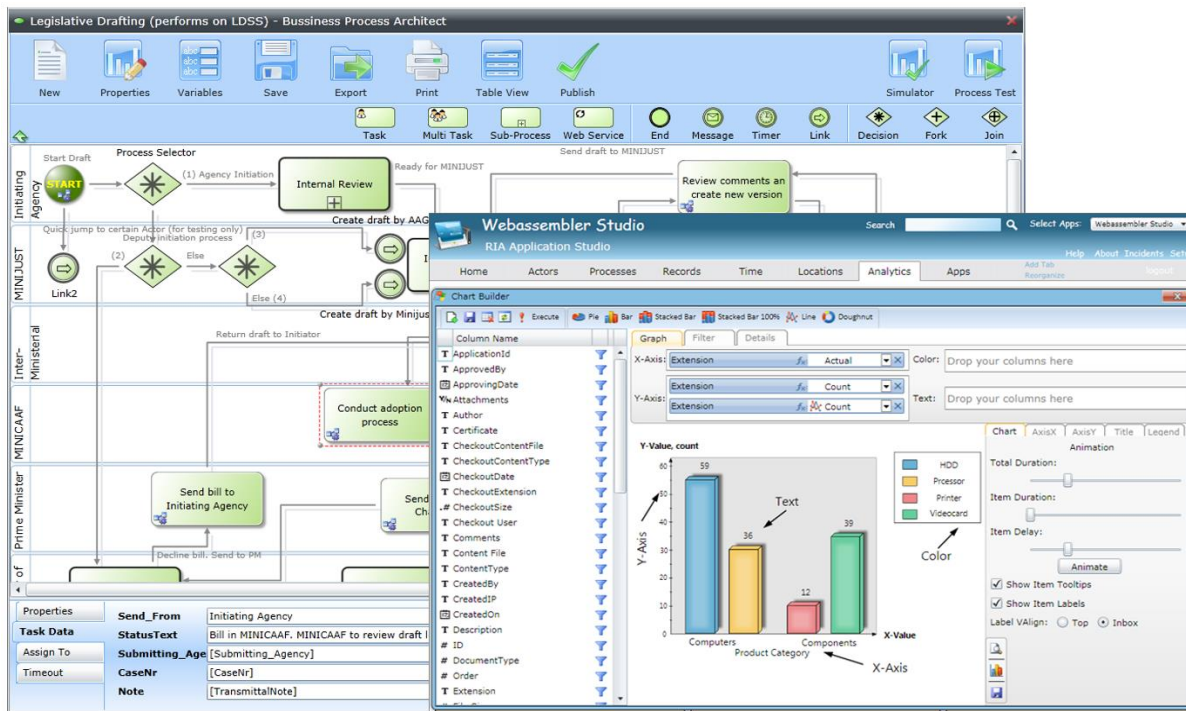 Legislative Drafting (performs on LDSS) - Bussiness Process Architect
New Properties Variables Save Export Print Table View Publish Simulator Process Test
Task Multi Task Sub-Process Web Service End Message Timer Link Decision Fork Join
Initiating Agency
Start Draft
START
Process Selector
(1) Agency Initiation
Internal Review
Ready for MINIJUST
Send draft to MINIJUST
Review comments an
create new version
Create draft by AAG
MINIJUST
Quick jump to certain Actor (for testing only)
Deputy initiation process
(2)
Else
(3)
Link2
Else (4)
Create draft by Minijus
Inter-
Ministerial
Return draft to Initiator
MINICAAF
Conduct adoption
process
Prime Minister
Send bill to
Initiating Agency
Send
Cha
Decline bill. Send to PM
of
Properties
Task Data
Assign To
Timeout
Send_From Initiating Agency
StatusText Bill in MINICAAF. MINICAAF to review draft l
Submitting_Age [Submitting_Agency]
CaseNr [CaseNr]
Note [TransmittalNote]
Webassembler Studio
RIA Application Studio
Search
Select Apps: Webassembler Studio
Help About Incidents Set
Home Actors Processes Records Time Locations Analytics Apps
Add Tab
Reorganize
logout
Chart Builder
Execute Pie Bar Stacked Bar Stacked Bar 100% Line Doughnut
Column Name
T ApplicationId
T ApprovedBy
ApprovingDate
Y/N Attachments
T Author
T Certificate
T CheckoutContentFile
T CheckoutContentType
CheckoutDate
T CheckoutExtension
.# CheckoutSize
T Checkout User
T Comments
T Content File
T ContentType
T CreatedBy
T CreatedIP
CreatedOn
T Description
# ID
# DocumentType
# Order
T Extension
Graph Filter Details
X-Axis: Extension Actual
Color: Drop your columns here
Y-Axis:
Extension Count
Extension Count
Text: Drop your columns here
Y-Value, count
60
50
40
30
20
10
0
59
36
12
39
Y-Axis
Text
Computers Components
Product Category
X-Value
X-Axis
HDD
Prcessor
Printer
Videocard
Color
Chart AxisX AxisY Title Legend
Animation
Total Duration:
Item Duration:
Item Delay:
Animate
Show Item Tooltips
Show Item Labels
Label VAlign: Top Inbox